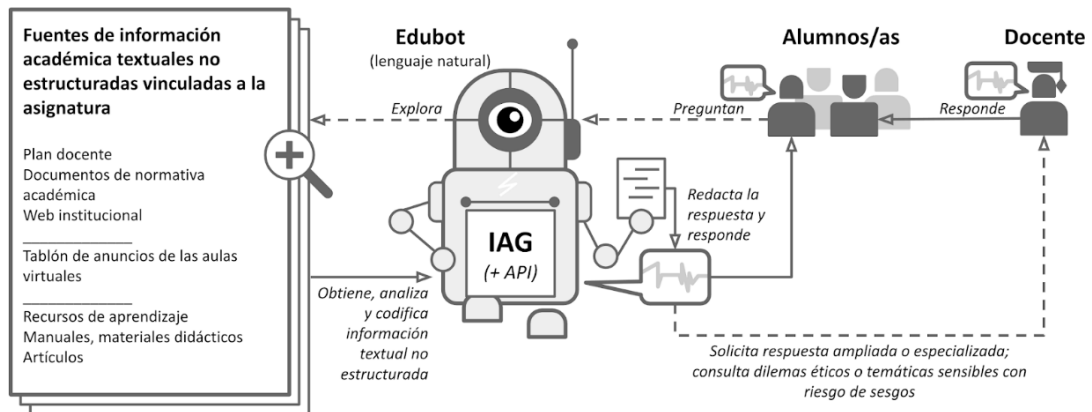 Fuentes de información
académica textuales no
estructuradas vinculadas a la
asignatura
Plan docente
Documentos de normativa
académica
Web institucional
Tablón de anuncios de las aulas
virtuales
Recursos de aprendizaje
Manuales, materiales didácticos
Artículos
Explora
Obtiene, analiza
y codifica
información
textual no
estructurada
Edubot
(lenguaje natural)
IAG
(+ API)
Preguntan
Redacta la
respuesta y
responde
Alumnos/as
Responde
Docente
Solicita respuesta ampliada o especializada;
consulta dilemas éticos o temáticas sensibles con
riesgo de sesgos